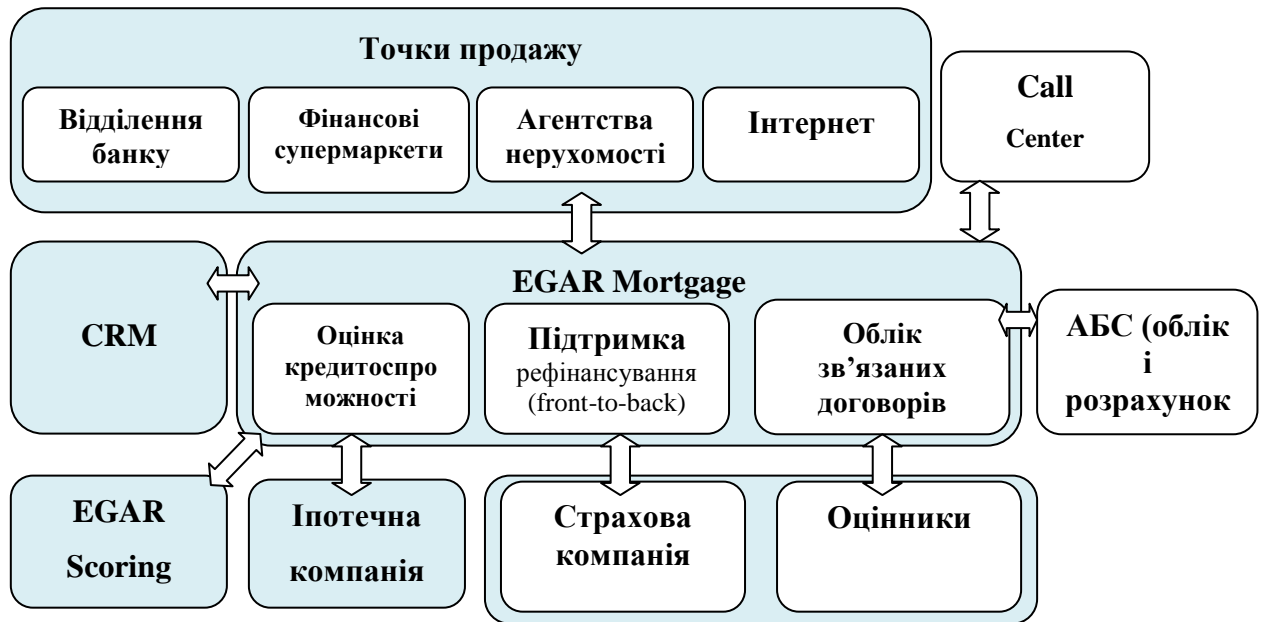 Точки продажу
Відділення
банку
Фінансові
супермаркети
Агентства
нерухомості
Інтернет
Call
Center
CRM
EGAR Mortgage
Оцінка
кредитоспро
можності
Підтримка
рефінансування
(front-to-back)
Облік
зв’язаних
договорів
АБС (облік
і
розрахунок
EGAR
Scoring
Іпотечна
компанія
Страхова
компанія
Оцінники